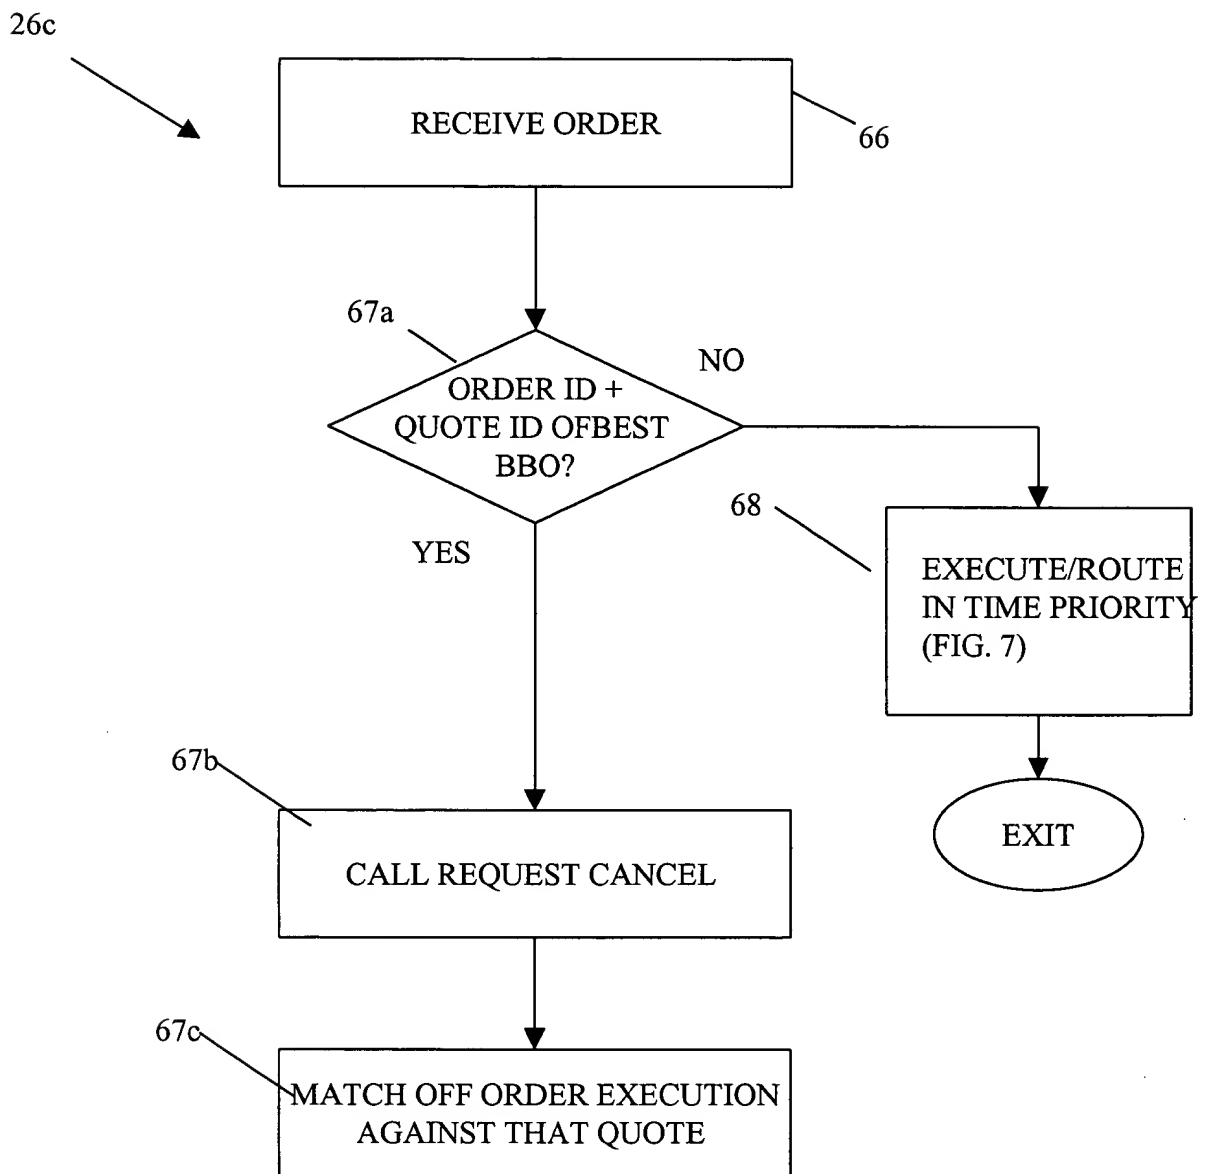 26c
RECEIVE ORDER
66
67a
NO
ORDER ID +
QUOTE ID OFBEST
BBO?
YES
68
EXECUTE/ROUTE
IN TIME PRIORITY
(FIG. 7)
67b
EXIT
CALL REQUEST CANCEL
67c
MATCH OFF ORDER EXECUTION
AGAINST THAT QUOTE